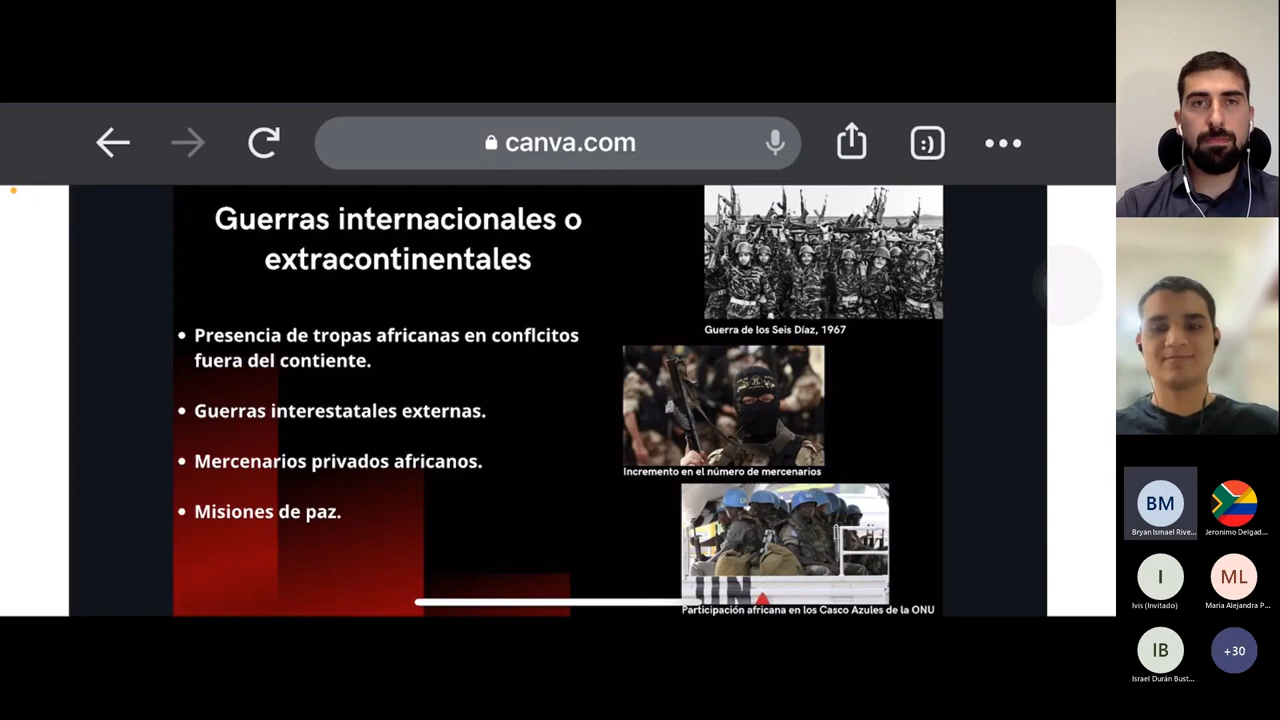 canva.com
Guerras internacionales o
extracontinentales
• Presencia de tropas africanas en conflcitos
fuera del contiente.
• Guerras interestatales externas.
• Mercenarios privados africanos.
• Misiones de paz.
Guerra de los Seis Díaz, 1967
Incremento en el número de mercenarios
UN
Participación africana en los Casco Azules de la ONU
BM
Bryan Ismael Rive...
Jeronimo Delgad...
I
Ivis (Invitado)
ML
Maria Alejandra P...
IB
Israel Durán Bust...
+30